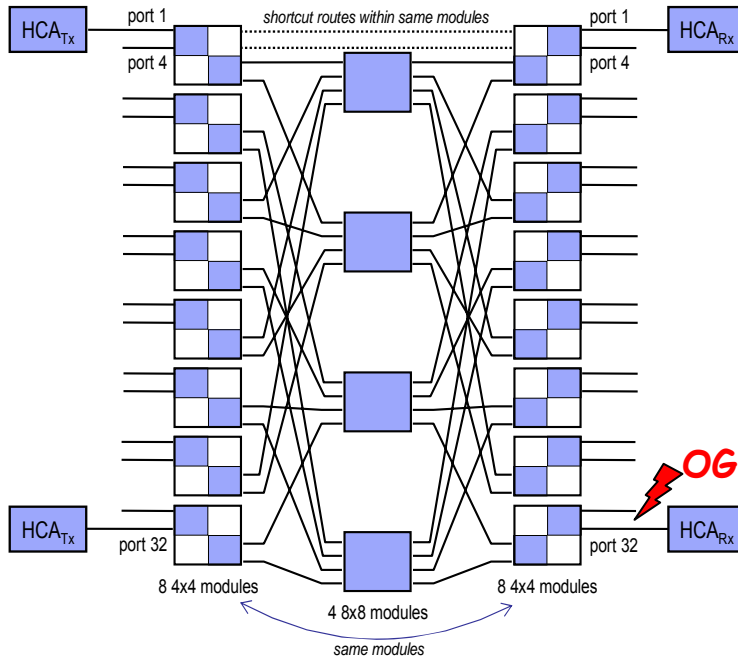 port 1
shortcut routes within same modules
port 1
HCATx
HCARx
port 4
port 4
OG
HCATx
HCARx
port 32
port 32
8 4x4 modules
4 8x8 modules
8 4x4 modules
same modules